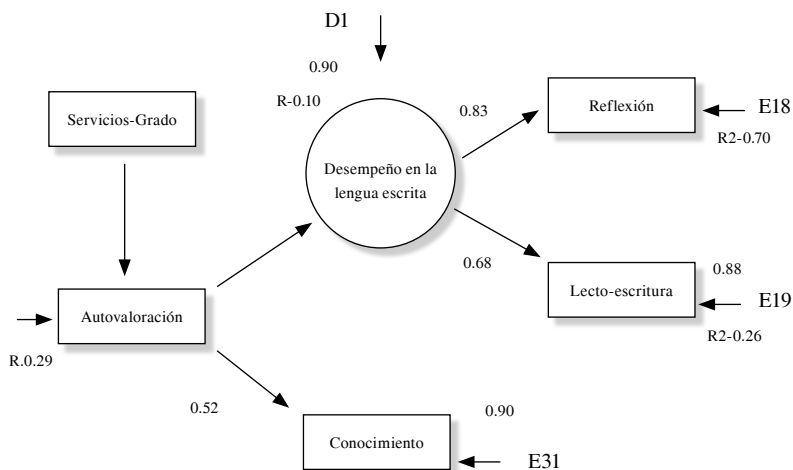 D1
0.90
R-0.10
0.83
Reflexión
E18
R2-0.70
Servicios-Grado
Desempeño en la
lengua escrita
0.68
0.88
Lecto-escritura
E19
R2-0.26
Autovaloración
R.0.29
0.52
0.90
Conocimiento
E31